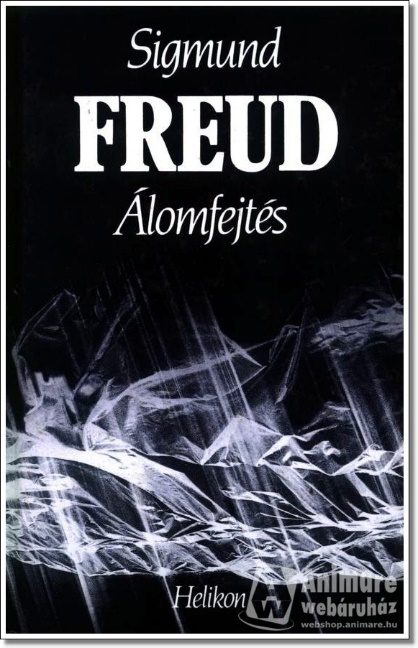 Sigmund
FREUD
Álomfejtés
Helikon
Animare
webáruház
webshop.animare.hu